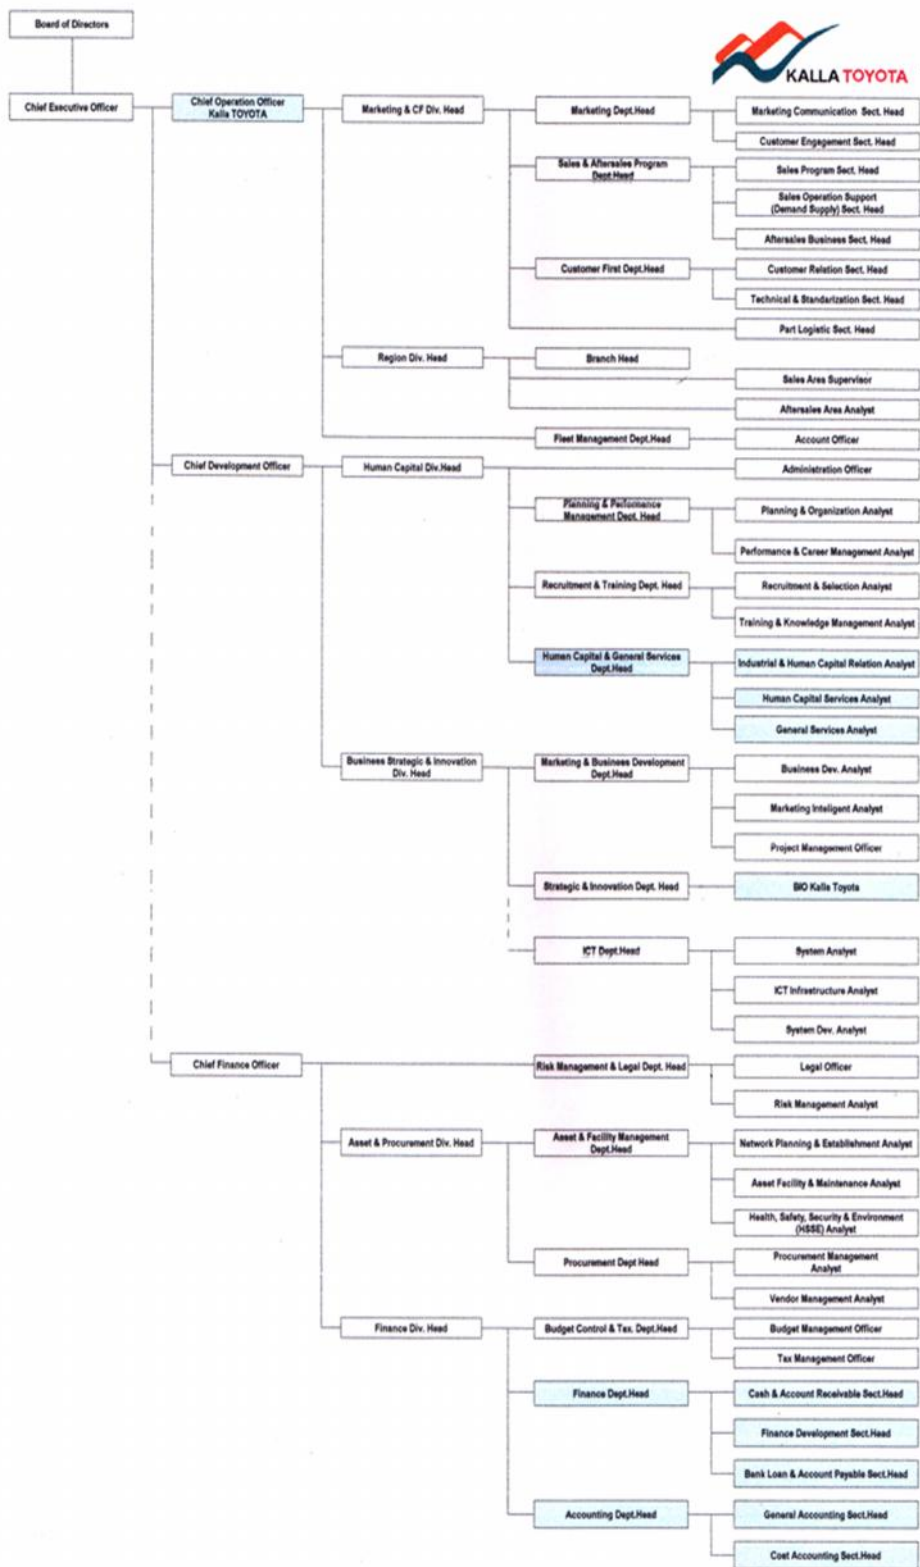 Board of Directors
KALLA TOYOTA
Chief Executive Officer
Chief Operation Officer
Kalla TOYOTA
Marketing & CF Div. Head
Marketing Dept.Head
Marketing Communication Sect. Head
Customer Engagement Sect. Head
Sales & Aftersales Program
Dept.Head
Sales Program Sect. Head
Sales Operation Support
(Demand Supply) Sect. Head
Aftersales Business Sect. Head
Customer First Dept.Head
Customer Relation Sect. Head
Technical & Standarization Sect. Head
Part Logistic Sect. Head
Region Div. Head
Branch Head
Sales Area Supervisor
Aftersales Area Analyst
Fleet Management Dept.Head
Account Officer
Chief Development Officer
Human Capital Div.Head
Administration Officer
Planning & Performance
Management Dept. Head
Planning & Organization Analyst
Performance & Career Management Analyst
Recruitment & Training Dept. Head
Recruitment & Selection Analyst
Training & Knowledge Management Analyst
Human Capital & General Services
Dept.Head
Industrial & Human Capital Relation Analyst
Human Capital Services Analyst
General Services Analyst
Business Strategic & Innovation
Div. Head
Marketing & Business Development
Dept.Head
Business Dev. Analyst
Marketing Inteligent Analyst
Project Management Officer
Strategic & Innovation Dept. Head
BIO Kalla Toyota
ICT Dept.Head
System Analyst
ICT Infrastructure Analyst
System Dev. Analyst
Chief Finance Officer
Risk Management & Legal Dept. Head
Legal Officer
Risk Management Analyst
Asset & Procurement Div. Head
Asset & Facility Management
Dept.Head
Network Planning & Establishment Analyst
Asset Facility & Maintenance Analyst
Health, Safety, Security & Environment
(HSSE) Analyst
Procurement Dept Head
Procurement Management
Analyst
Vendor Management Analyst
Finance Div. Head
Budget Control & Tax. Dept.Head
Budget Management Officer
Tax Management Officer
Finance Dept.Head
Cash & Account Receivable Sect.Head
Finance Development Sect.Head
Bank Loan & Account Payable Sect.Head
Accounting Dept.Head
General Accounting Sect.Head
Cost Accounting Sect.Head